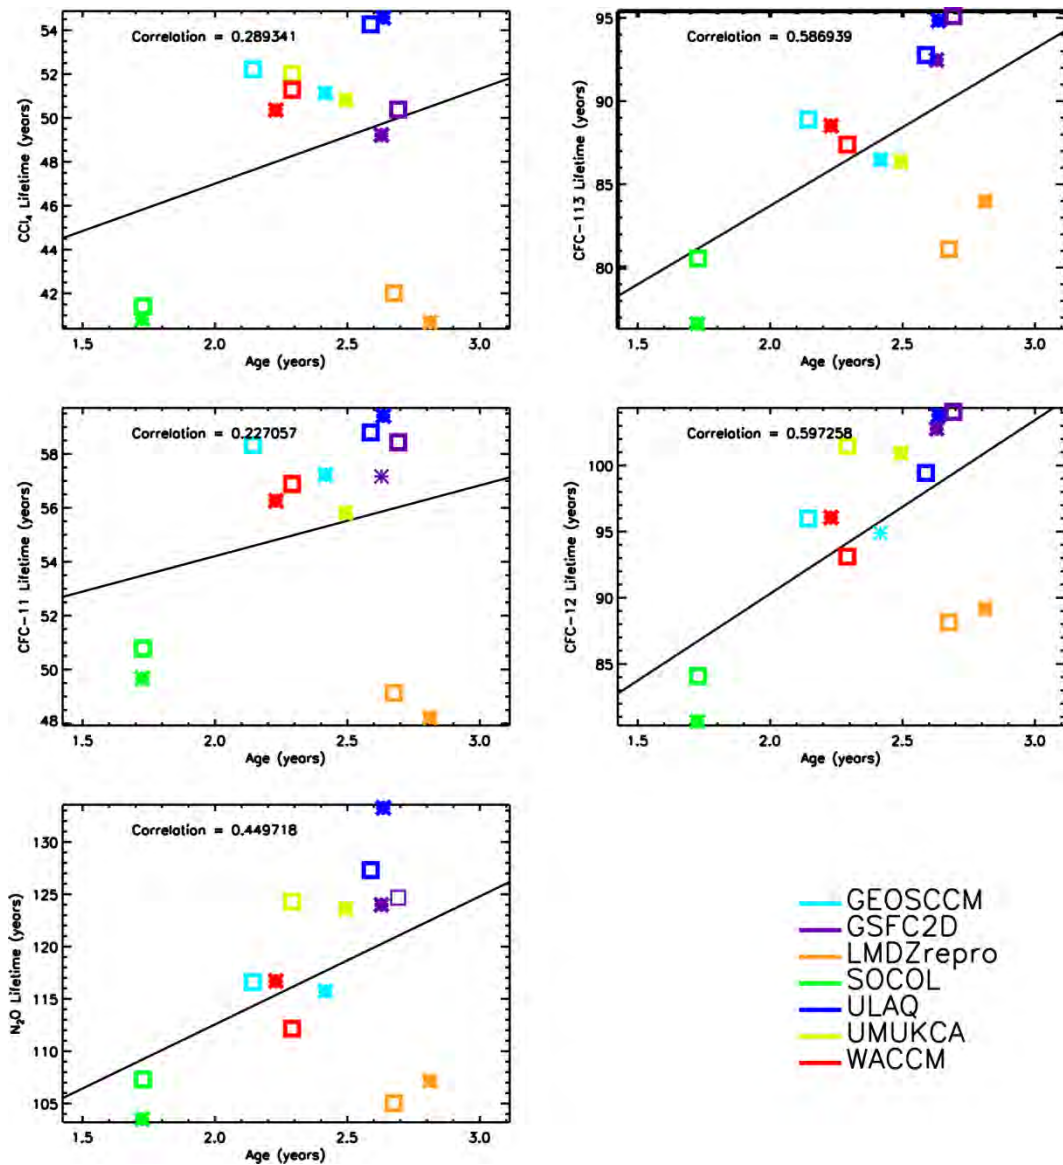 54
52
50
48
46
44
42
Correlation = 0.289341
CCl₄ Lifetime (years)
1.5 2.0 2.5 3.0
Age (years)
95
90
85
80
Correlation = 0.586939
CFC-113 Lifetime (years)
1.5 2.0 2.5 3.0
Age (years)
58
56
54
52
50
48
Correlation = 0.227057
CFC-11 Lifetime (years)
1.5 2.0 2.5 3.0
Age (years)
100
95
90
85
Correlation = 0.597258
CFC-12 Lifetime (years)
1.5 2.0 2.5 3.0
Age (years)
130
125
120
115
110
105
Correlation = 0.449718
N₂O Lifetime (years)
1.5 2.0 2.5 3.0
Age (years)
GEOSCCM
GSFC2D
LMDZrepro
SOCOL
ULAQ
UMUKCA
WACCM